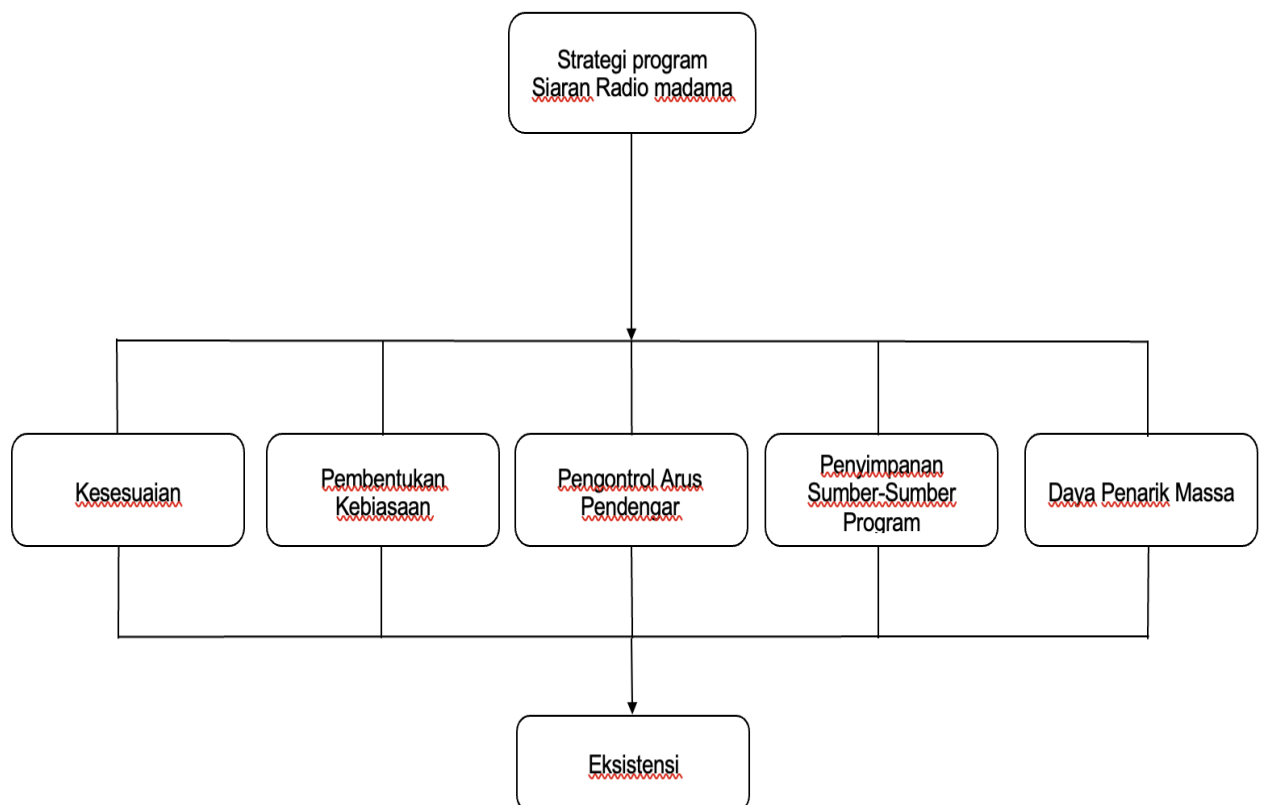 Strategi program
Siaran Radio madama
Kesesuaian
Pembentukan
Kebiasaan
Pengontrol Arus
Pendengar
Penyimpanan
Sumber-Sumber
Program
Daya Penarik Massa
Eksistensi